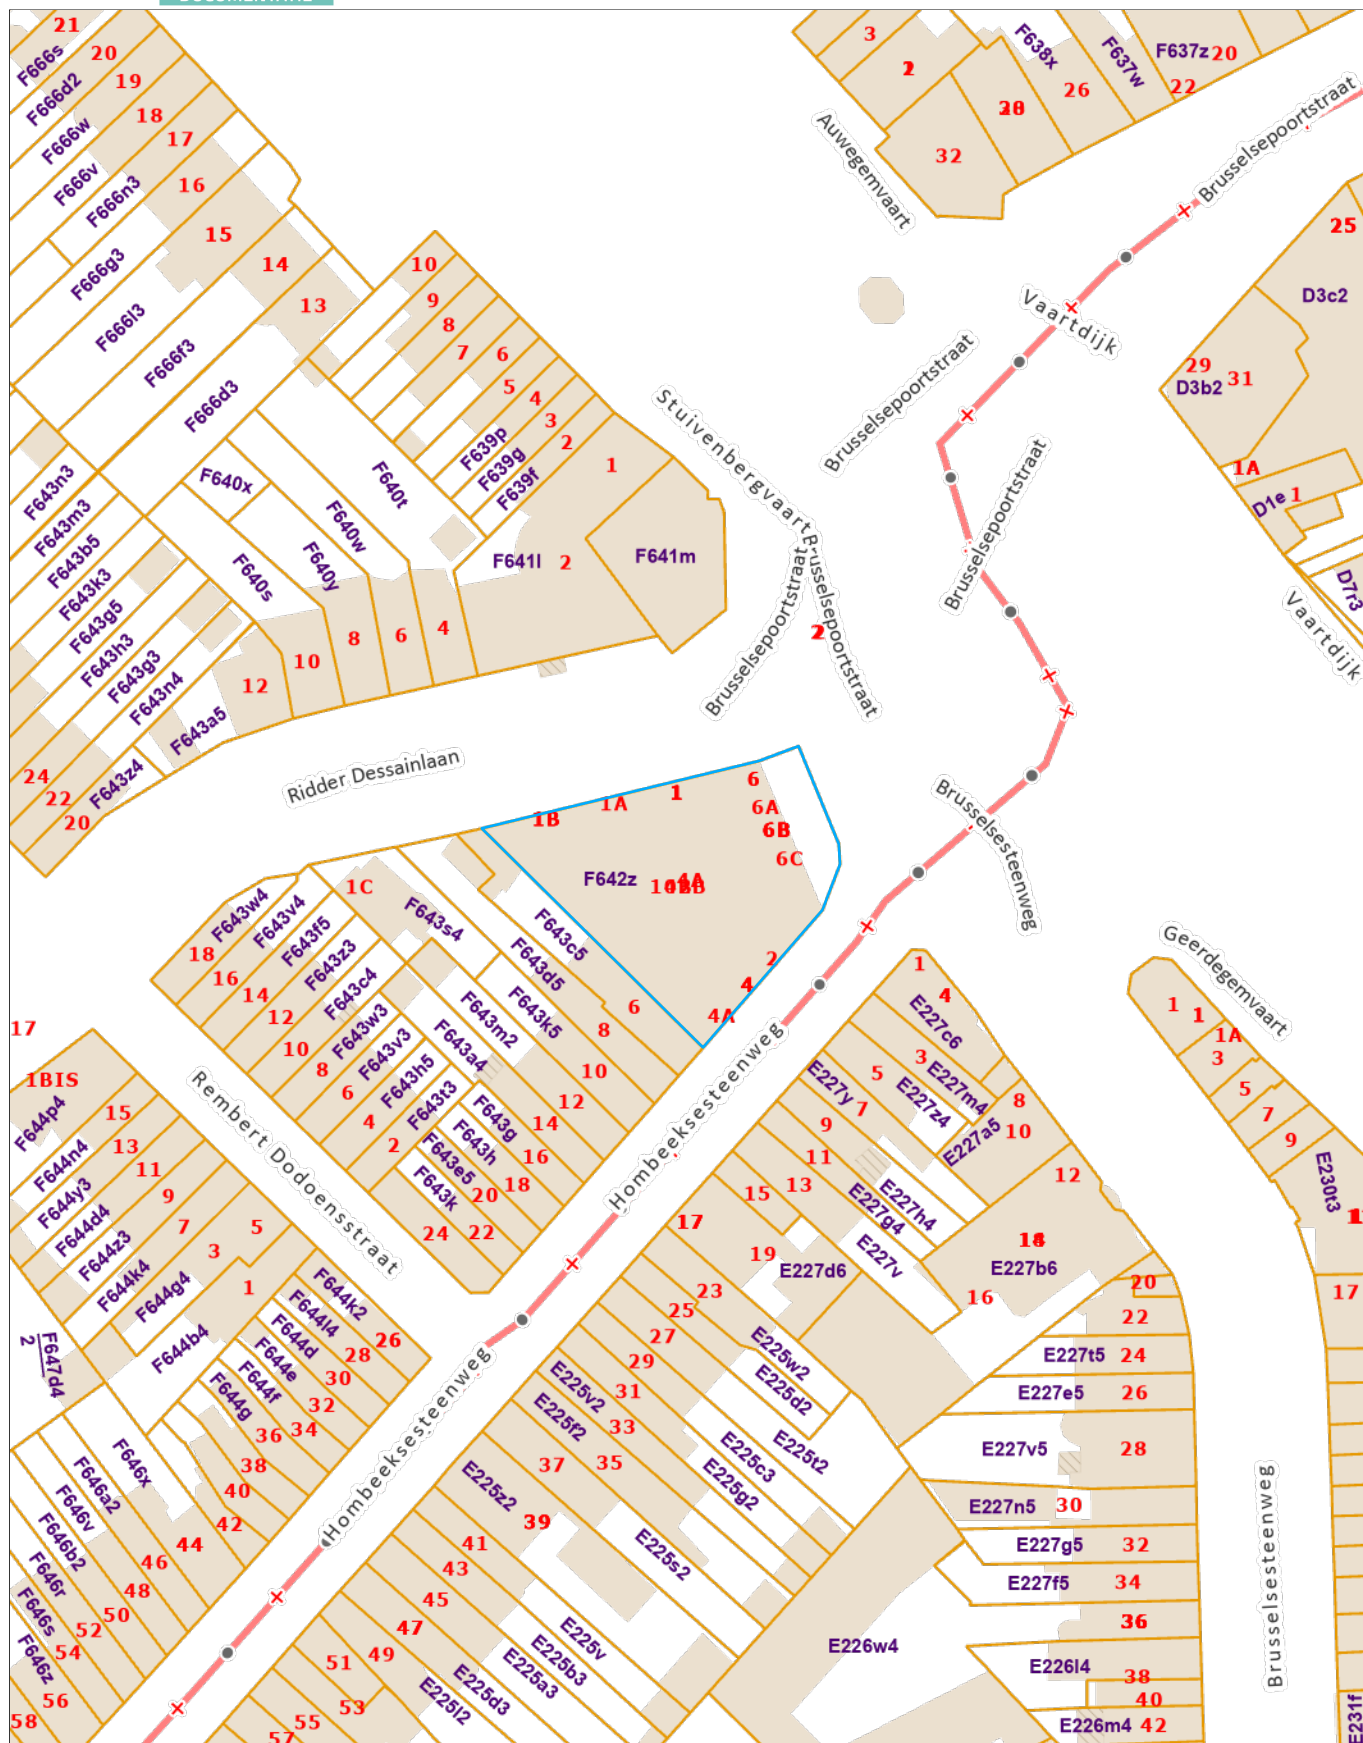 21
F666s
20
F666d2
19
F666w
18
17
F666v
F666n3
16
15
F666g3
14
F666l3
13
F666f3
F666d3
10
9
8
7
6
5
4
3
2
1
F639p
F639g
F639f
F640x
F640t
F640w
F640y
F640s
F641l
2
F641m
F643n3
F643m3
F643b5
F643k3
F643g5
F643h3
F643g3
F643n4
F643a5
F643z4
12
10
8
6
4
24
22
20
3
26
F638x
F637w
F637z
20
22
32
Auwegemvaart
Brusselsepoortstraat
Vaartdijk
25
D3c2
29
31
D3b2
1A
D1e
1
D7r3
Vaartdijk
Stuivenbergvaart
Brusselsepoortstraat
Brusselsepoortstraat
Brusselsepoortstraat
Brusselsepoortstraat
2
Ridder Dessainlaan
1B
1A
1
6
6A
6B
6C
F642z
4A
2
4
4A
Brusselsesteenweg
Geerdegemvaart
1C
F643w4
F643v4
F643f5
F643z3
F643c4
F643w3
F643v3
F643h5
F643t3
F643e5
F643k
F643s4
F643c5
F643d5
F643k5
F643m2
F643a4
F643g
F643h
18
16
14
12
10
8
6
4
2
6
8
10
12
14
16
18
20
22
24
Rembert Dodoensstraat
Hombeeksesteenweg
17
1BIS
F644p4
15
F644n4
13
F644y3
11
F644d4
9
F644z3
7
F644k4
5
3
F644g4
1
F644b4
F644k2
F644l4
F644d
F644e
F644f
F644g
26
28
30
32
34
36
38
40
42
44
46
48
50
52
54
56
58
F647d4
2
F646x
F646a2
F646v
F646b2
F646r
F646s
F646z
Hombeeksesteenweg
1
4
E227c6
3
E227m4
5
E227z4
E227y
7
E227a5
8
10
9
11
12
13
15
E227h4
E227g4
E227v
17
19
E227d6
E227b6
16
20
22
23
25
27
29
31
33
35
37
39
41
43
45
47
49
51
53
55
57
E225w2
E225d2
E225v2
E225f2
E225t2
E225c3
E225g2
E225z2
E225s2
E225v
E225b3
E225a3
E225d3
E225l2
E227t5
24
E227e5
26
E227v5
28
E227n5
30
E227g5
32
E227f5
34
36
E226w4
E226l4
38
40
E226m4
42
1
1
1A
3
5
7
9
E230t3
17
Brusselsesteenweg
E231f